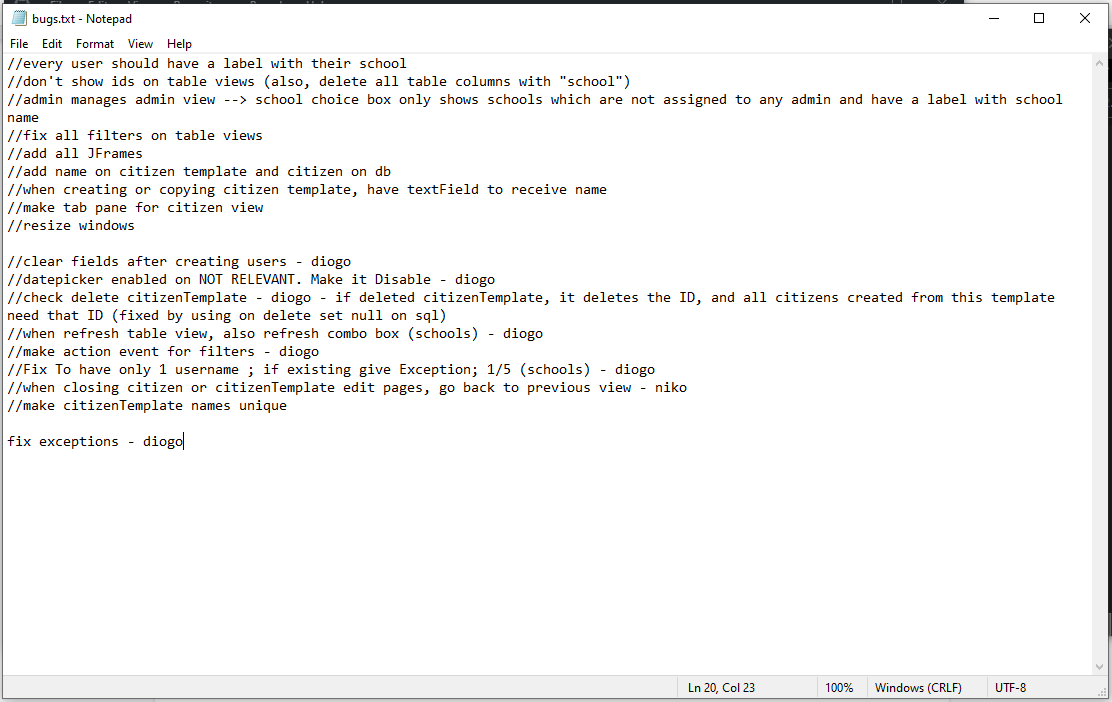 bugs.txt - Notepad
File Edit Format View Help
//every user should have a label with their school
//don't show ids on table views (also, delete all table columns with "school")
//admin manages admin view --> school choice box only shows schools which are not assigned to any admin and have a label with school
name
//fix all filters on table views
//add all JFrames
//add name on citizen template and citizen on db
//when creating or copying citizen template, have textField to receive name
//make tab pane for citizen view
//resize windows
//clear fields after creating users - diogo
//datepicker enabled on NOT RELEVANT. Make it Disable - diogo
//check delete citizenTemplate - diogo - if deleted citizenTemplate, it deletes the ID, and all citizens created from this template
need that ID (fixed by using on delete set null on sql)
//when refresh table view, also refresh combo box (schools) - diogo
//make action event for filters - diogo
//Fix To have only 1 username ; if existing give Exception; 1/5 (schools) - diogo
//when closing citizen or citizenTemplate edit pages, go back to previous view - niko
//make citizenTemplate names unique
fix exceptions - diogo
Ln 20, Col 23 100% Windows (CRLF) UTF-8